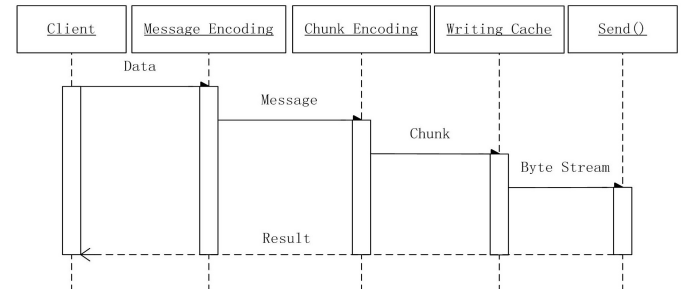 Client
Message Encoding
Chunk Encoding
Writing Cache
Send()
Data
Message
Chunk
Byte Stream
Result